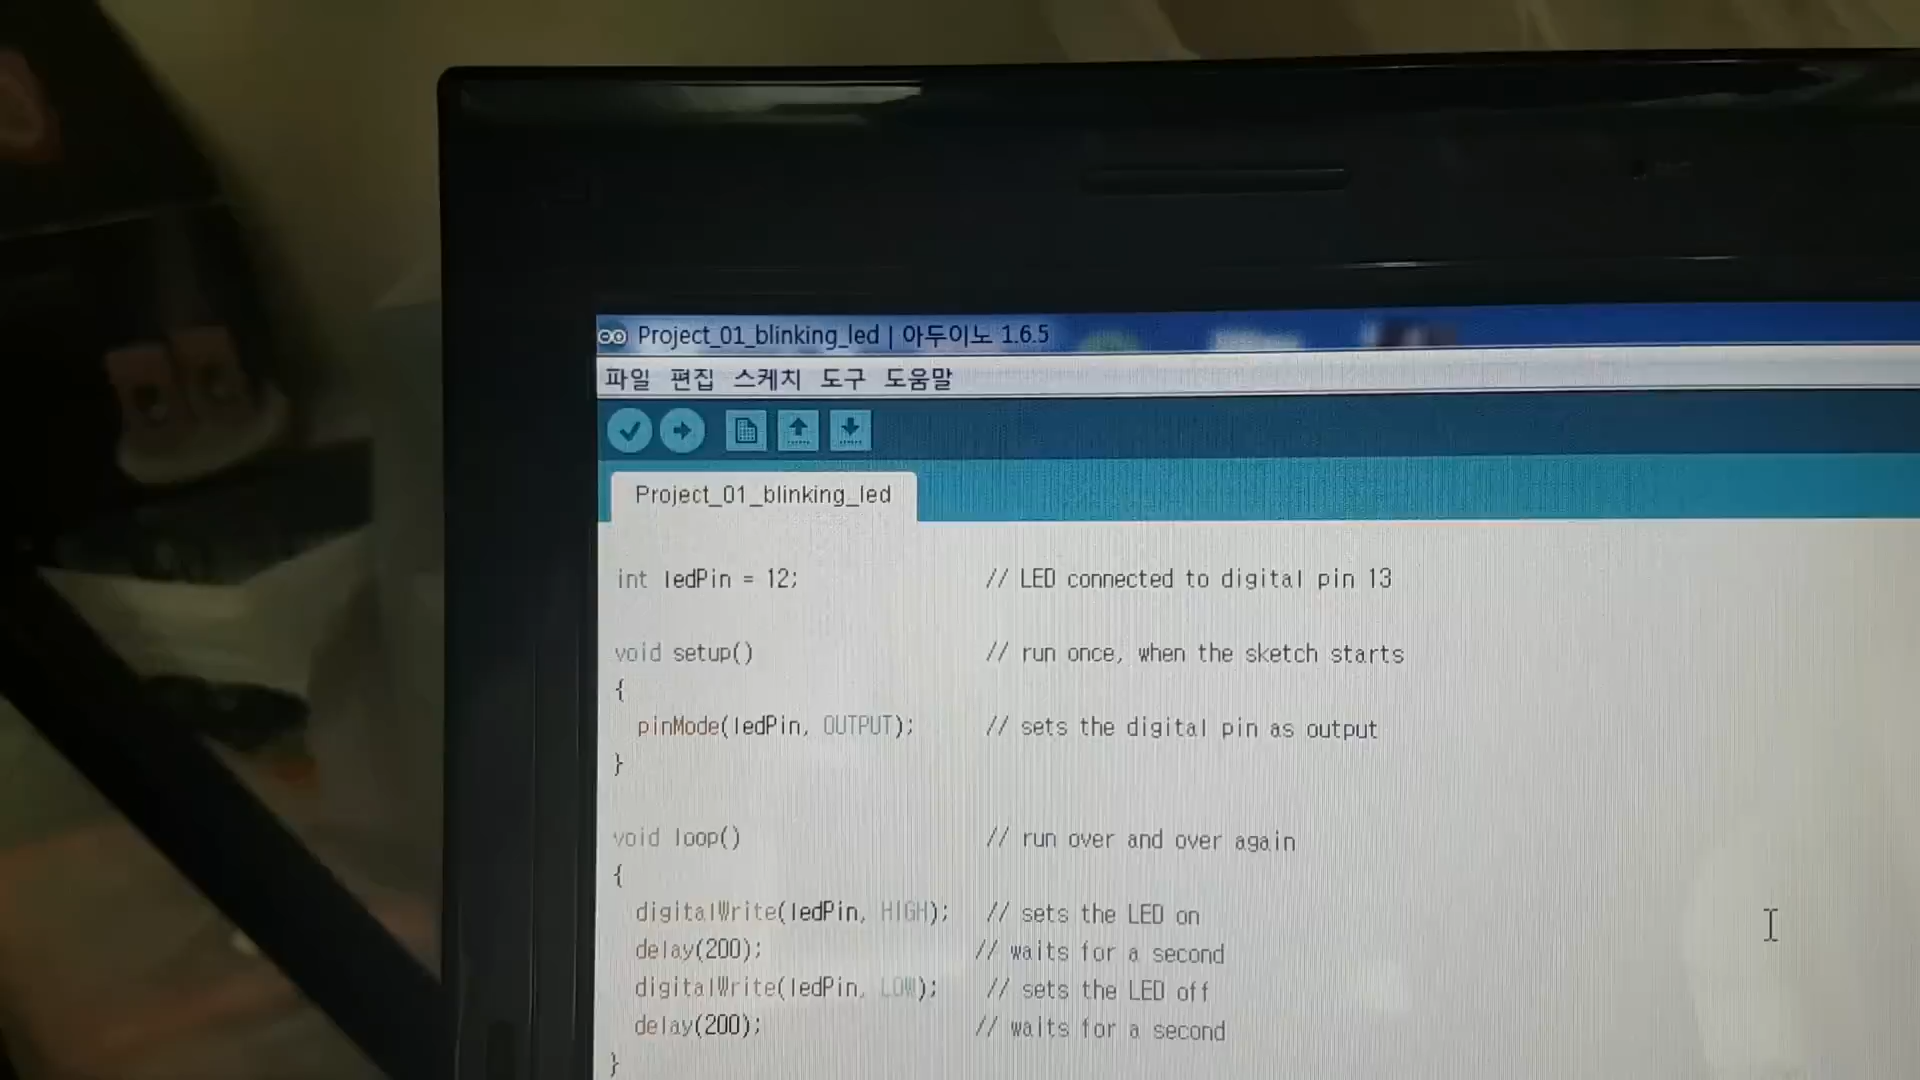 Project_01_blinking_led | 아두이노 1.6.5
파일 편집 스케치 도구 도움말
Project_01_blinking_led
int ledPin = 12; // LED connected to digital pin 13
void setup() // run once, when the sketch starts
{
pinMode(ledPin, OUTPUT); // sets the digital pin as output
}
void loop() // run over and over again
{
digitalWrite(ledPin, HIGH); // sets the LED on
delay(200); // waits for a second
digitalWrite(ledPin, LOW); // sets the LED off
delay(200); // waits for a second
}